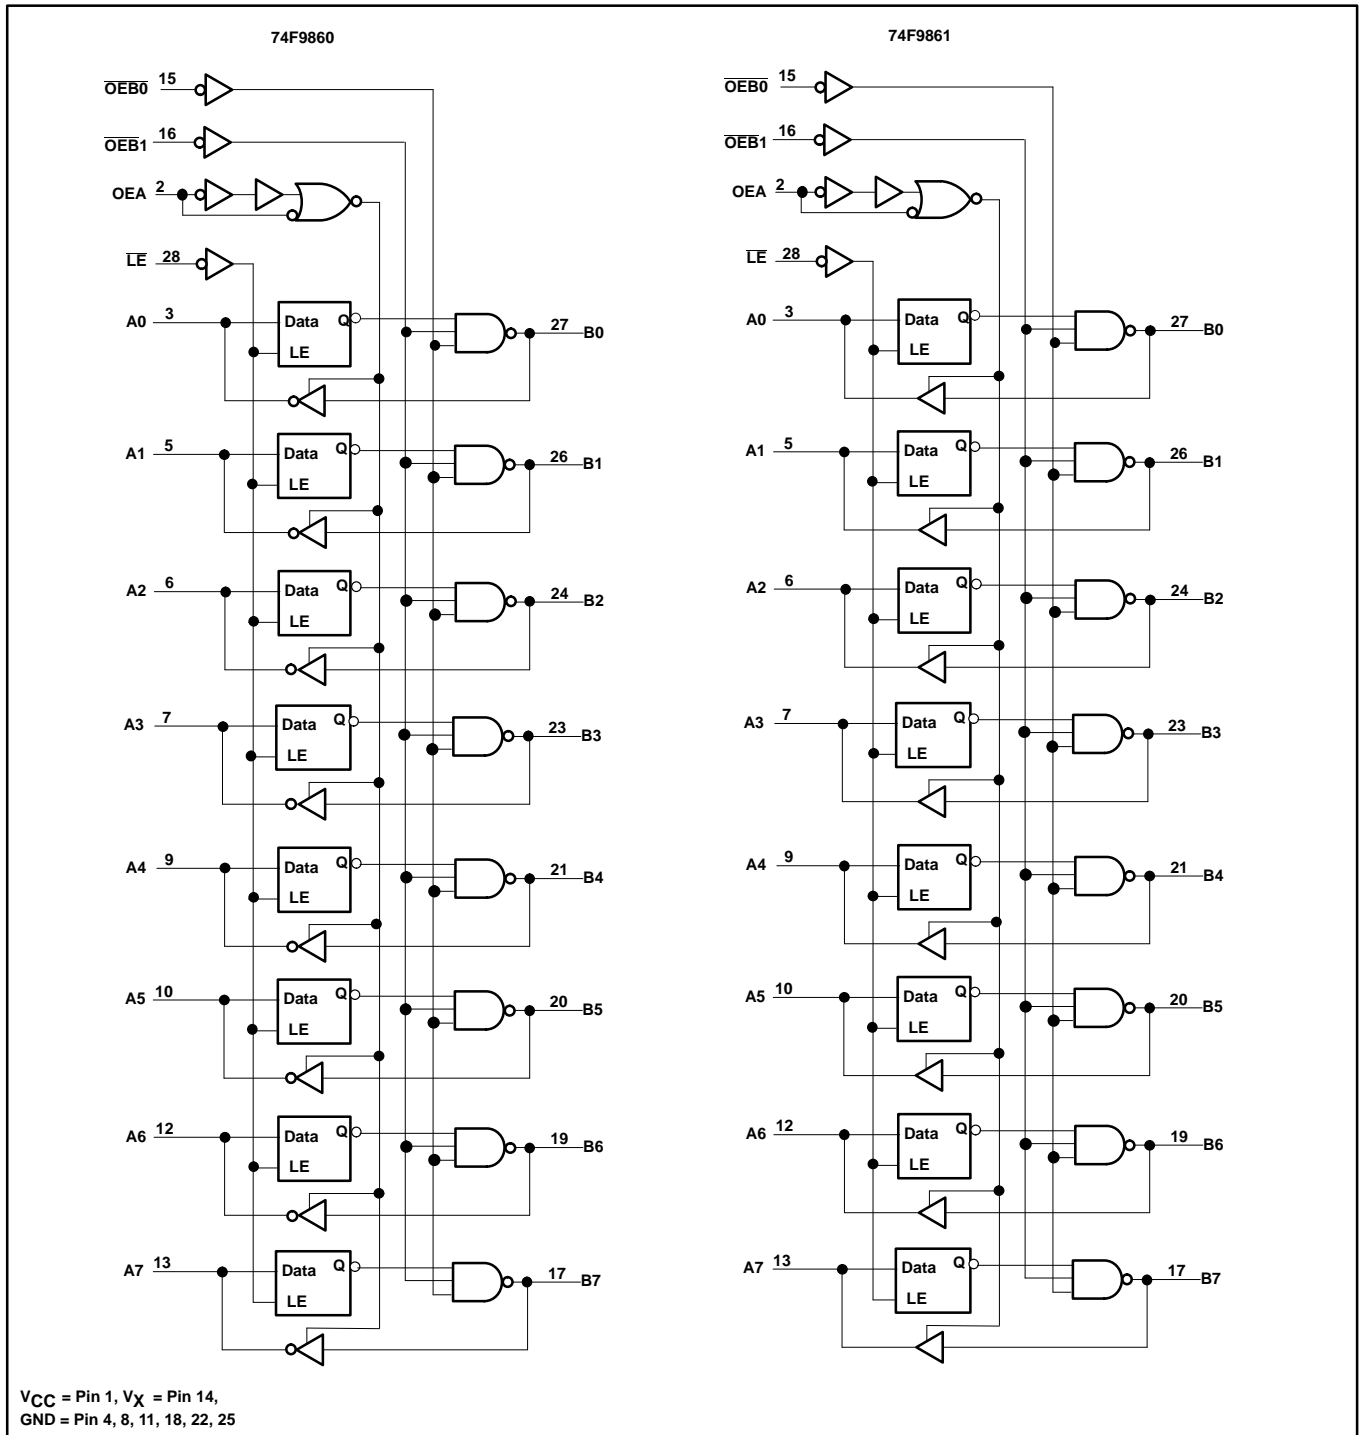 74F9860
OEB0 15
OEB1 16
OEA 2
LE 28
A0 3 Data Q LE 27 B0
A1 5 Data Q LE 26 B1
A2 6 Data Q LE 24 B2
A3 7 Data Q LE 23 B3
A4 9 Data Q LE 21 B4
A5 10 Data Q LE 20 B5
A6 12 Data Q LE 19 B6
A7 13 Data Q LE 17 B7
74F9861
OEB0 15
OEB1 16
OEA 2
LE 28
A0 3 Data Q LE 27 B0
A1 5 Data Q LE 26 B1
A2 6 Data Q LE 24 B2
A3 7 Data Q LE 23 B3
A4 9 Data Q LE 21 B4
A5 10 Data Q LE 20 B5
A6 12 Data Q LE 19 B6
A7 13 Data Q LE 17 B7
VCC = Pin 1, VX = Pin 14,
GND = Pin 4, 8, 11, 18, 22, 25